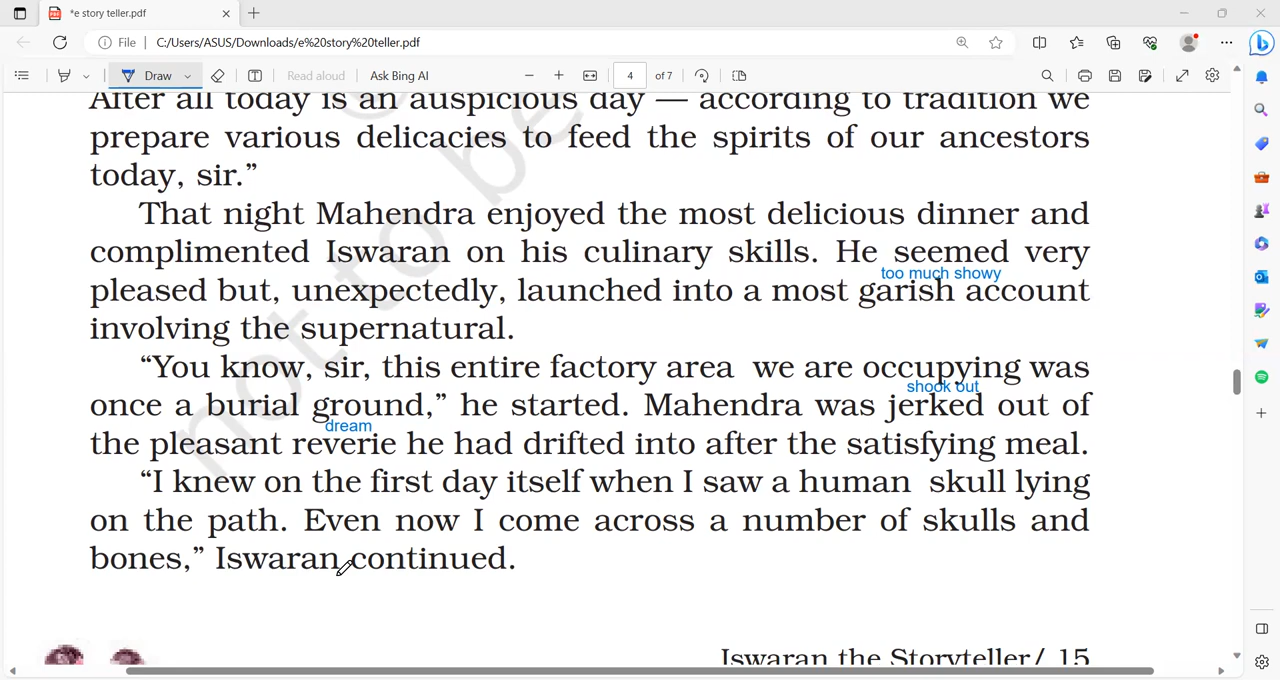 *e story teller.pdf
File | C:/Users/ASUS/Downloads/e%20story%20teller.pdf
Draw Read aloud Ask Bing AI 4 of 7
After all today is an auspicious day — according to tradition we
prepare various delicacies to feed the spirits of our ancestors
today, sir.”
That night Mahendra enjoyed the most delicious dinner and
complimented Iswaran on his culinary skills. He seemed very
too much showy
pleased but, unexpectedly, launched into a most garish account
involving the supernatural.
“You know, sir, this entire factory area we are occupying was
shook out
once a burial ground,” he started. Mahendra was jerked out of
dream
the pleasant reverie he had drifted into after the satisfying meal.
“I knew on the first day itself when I saw a human skull lying
on the path. Even now I come across a number of skulls and
bones,” Iswaran continued.
not to be
Iswaran the Storyteller/ 15